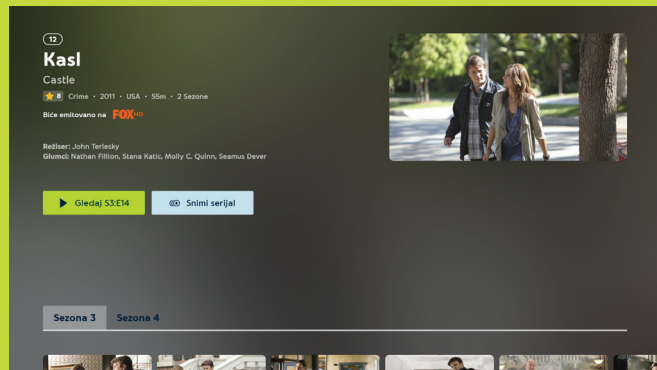 12
Kasl
Castle
8 Crime • 2011 • USA • 55m • 2 Sezone
Biće emitovano na FOX HD
Režiser: John Terlesky
Glumci: Nathan Fillion, Stana Katic, Molly C. Quinn, Seamus Dever
Gledaj S3:E14
Snimi serijal
Sezona 3
Sezona 4